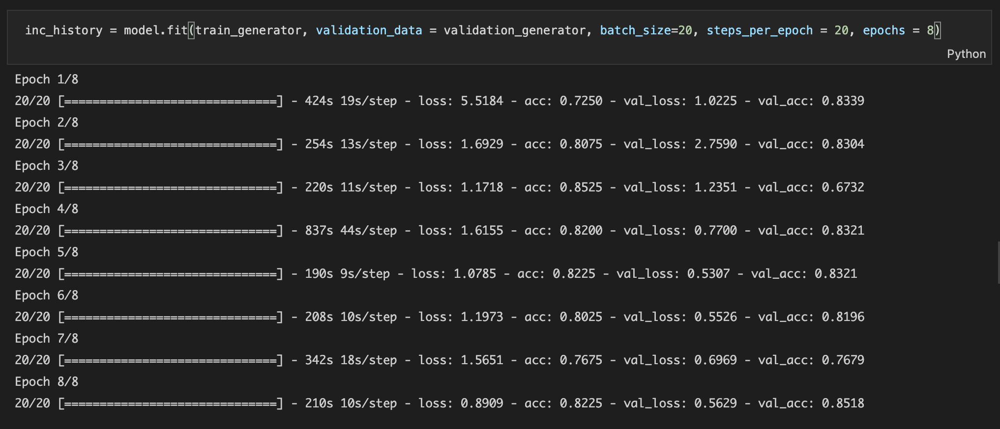 inc_history = model.fit(train_generator, validation_data = validation_generator, batch_size=20, steps_per_epoch = 20, epochs = 8)
Python
Epoch 1/8
20/20 [==============================] - 424s 19s/step - loss: 5.5184 - acc: 0.7250 - val_loss: 1.0225 - val_acc: 0.8339
Epoch 2/8
20/20 [==============================] - 254s 13s/step - loss: 1.6929 - acc: 0.8075 - val_loss: 2.7590 - val_acc: 0.8304
Epoch 3/8
20/20 [==============================] - 220s 11s/step - loss: 1.1718 - acc: 0.8525 - val_loss: 1.2351 - val_acc: 0.6732
Epoch 4/8
20/20 [==============================] - 837s 44s/step - loss: 1.6155 - acc: 0.8200 - val_loss: 0.7700 - val_acc: 0.8321
Epoch 5/8
20/20 [==============================] - 190s 9s/step - loss: 1.0785 - acc: 0.8225 - val_loss: 0.5307 - val_acc: 0.8321
Epoch 6/8
20/20 [==============================] - 208s 10s/step - loss: 1.1973 - acc: 0.8025 - val_loss: 0.5526 - val_acc: 0.8196
Epoch 7/8
20/20 [==============================] - 342s 18s/step - loss: 1.5651 - acc: 0.7675 - val_loss: 0.6969 - val_acc: 0.7679
Epoch 8/8
20/20 [==============================] - 210s 10s/step - loss: 0.8909 - acc: 0.8225 - val_loss: 0.5629 - val_acc: 0.8518